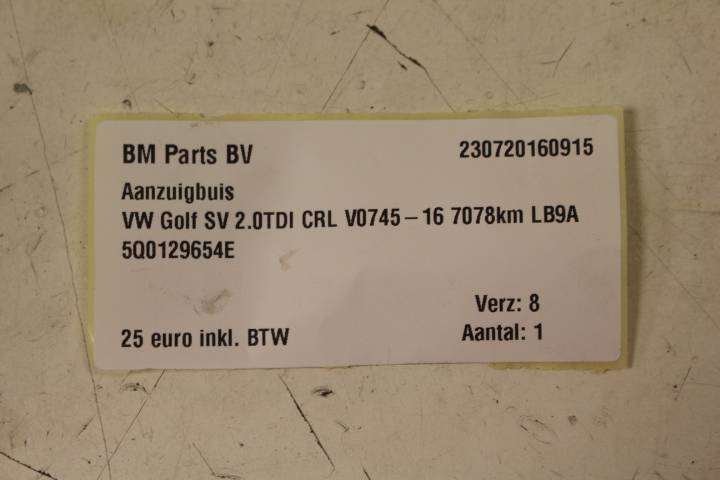 BM Parts BV 230720160915
Aanzuigbuis
VW Golf SV 2.0TDI CRL V0745-16 7078km LB9A
5Q0129654E
Verz: 8
25 euro inkl. BTW Aantal: 1